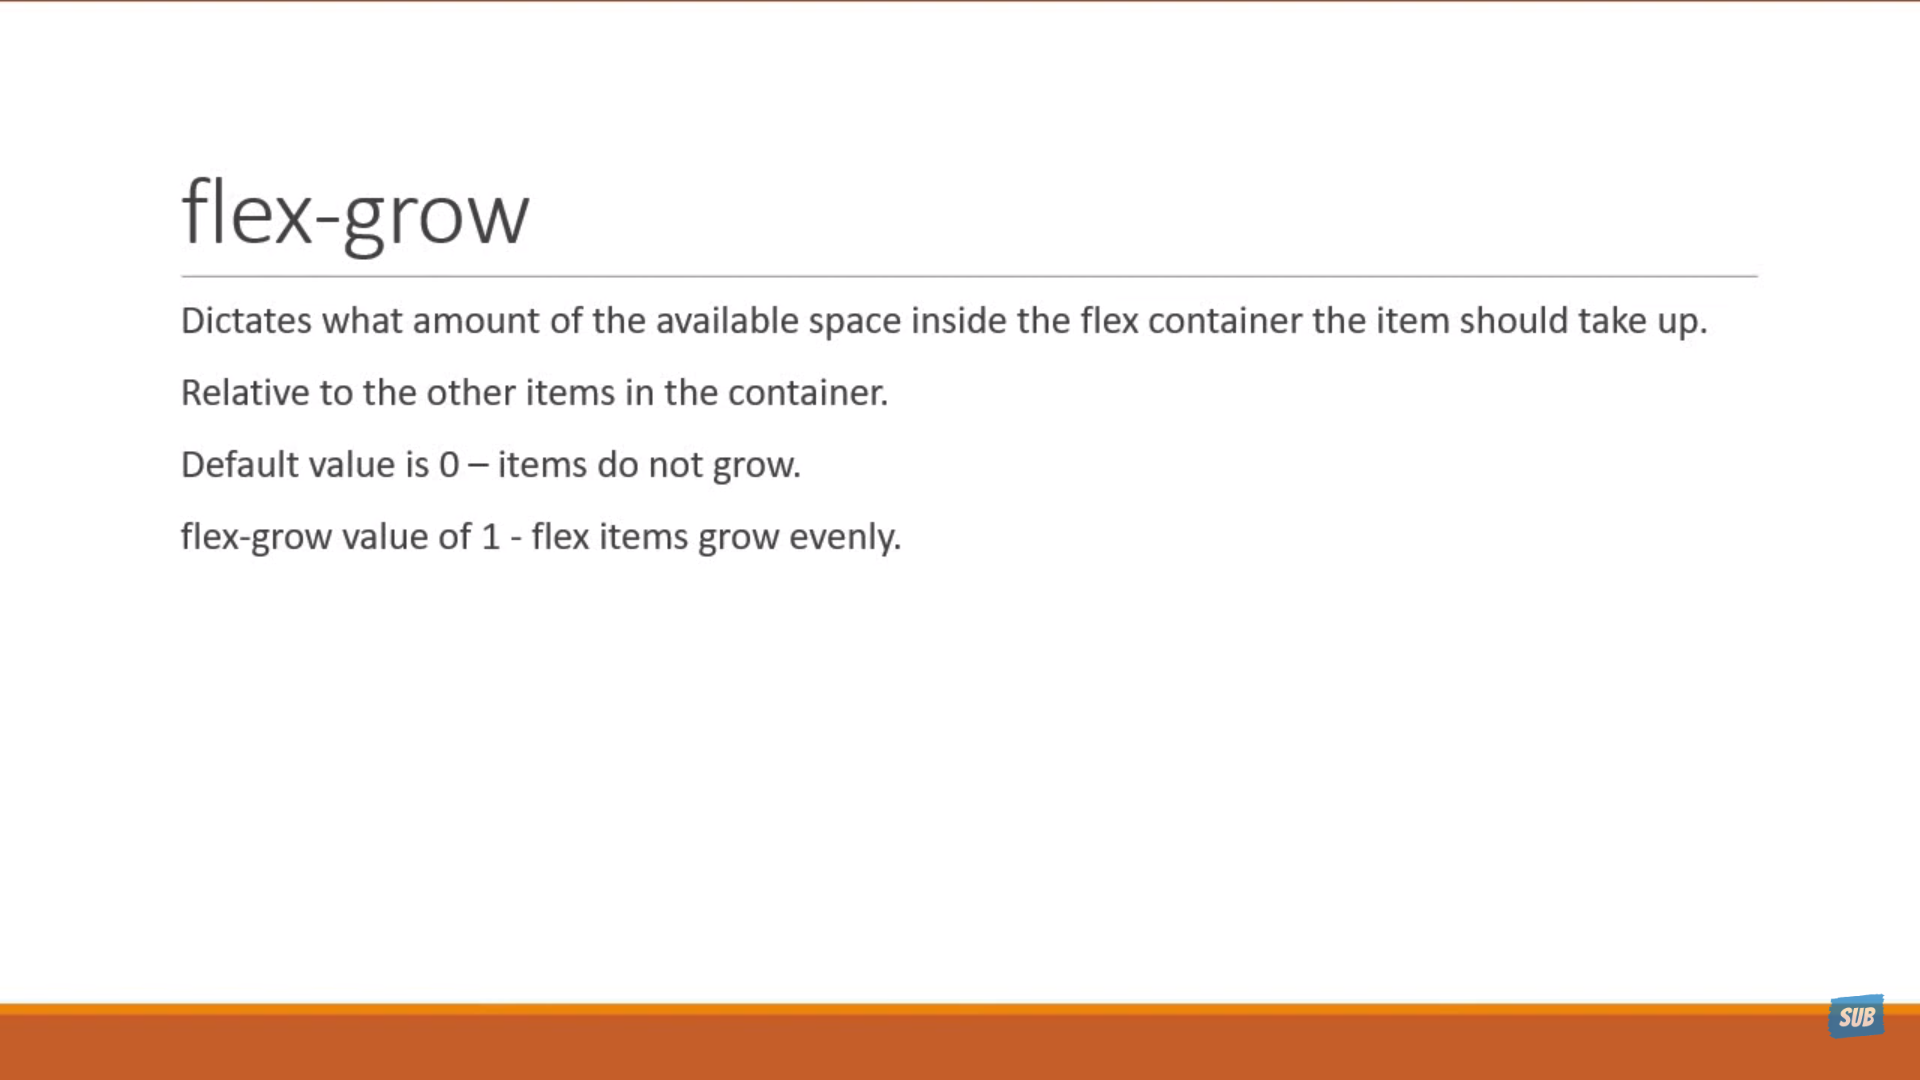 flex-grow
Dictates what amount of the available space inside the flex container the item should take up.
Relative to the other items in the container.
Default value is 0 – items do not grow.
flex-grow value of 1 - flex items grow evenly.
SUB